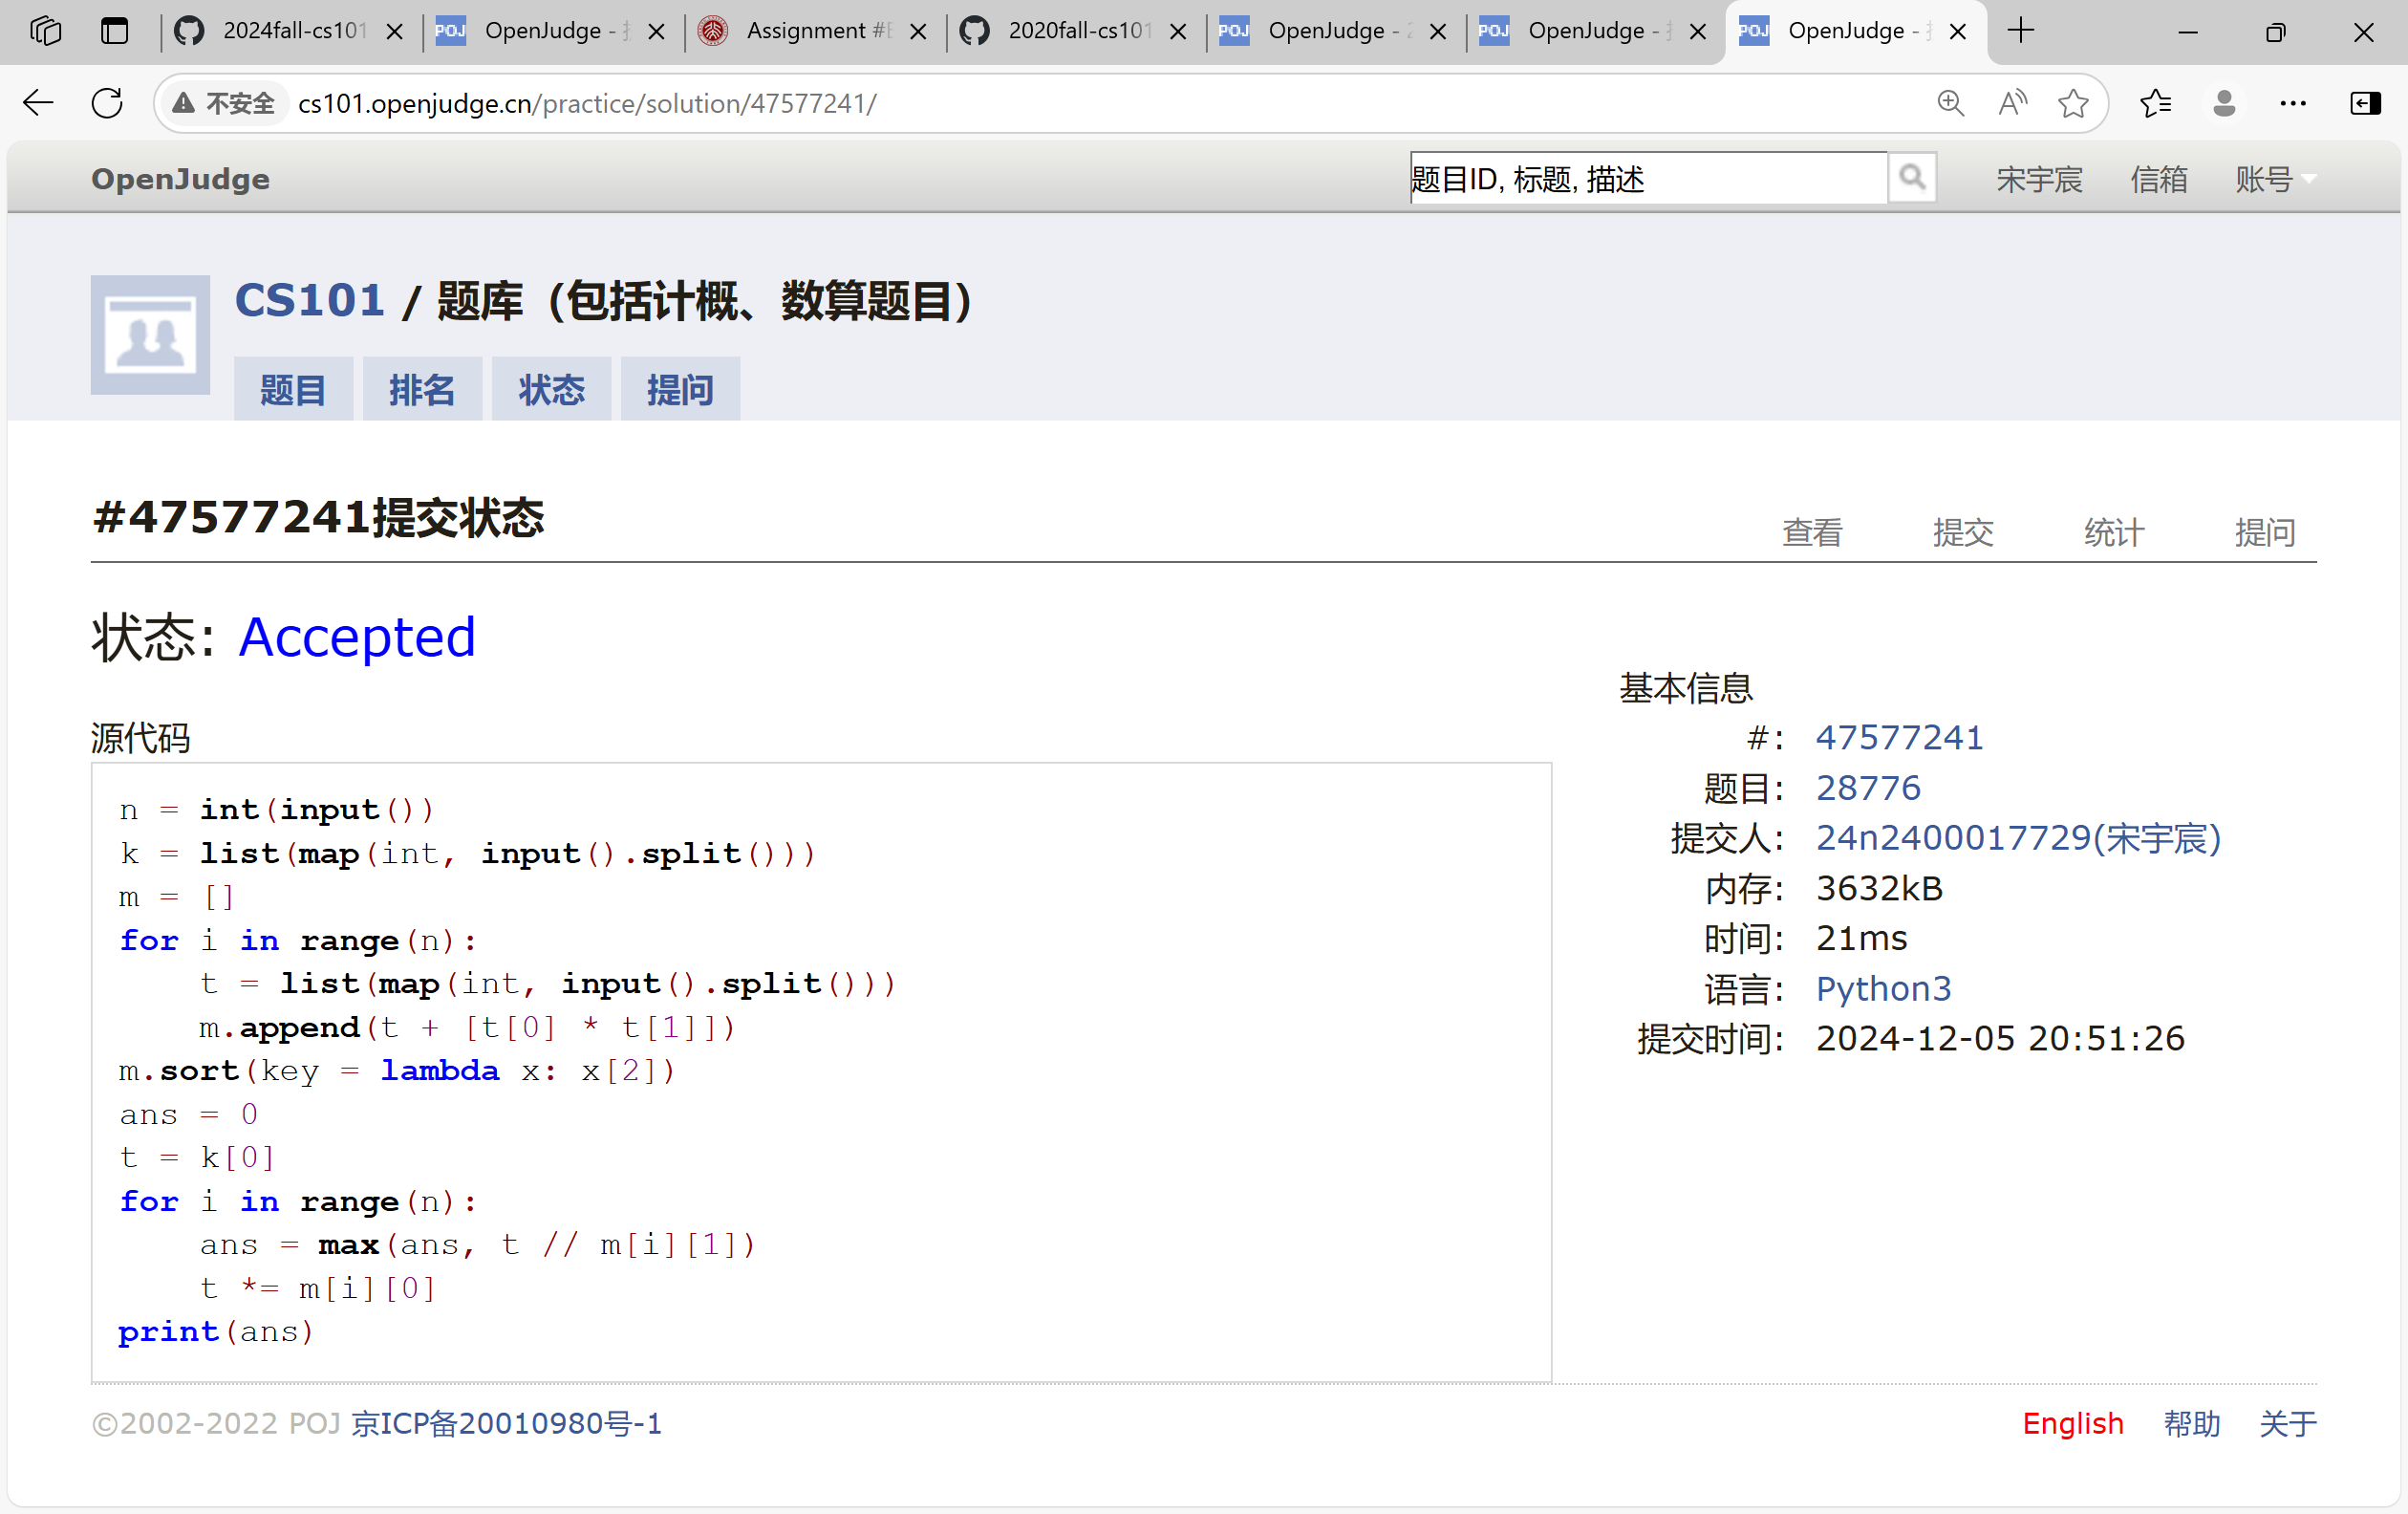 2024fall-cs101
OpenJudge -
Assignment #
2020fall-cs101
OpenJudge -
OpenJudge -
OpenJudge -
不安全 cs101.openjudge.cn/practice/solution/47577241/
OpenJudge
题目ID, 标题, 描述
宋宇宸 信箱 账号
CS101 / 题库 (包括计概、数算题目)
题目 排名 状态 提问
#47577241提交状态
查看 提交 统计 提问
状态: Accepted
源代码
n = int(input())
k = list(map(int, input().split()))
m = []
for i in range(n):
    t = list(map(int, input().split()))
    m.append(t + [t[0] * t[1]])
m.sort(key = lambda x: x[2])
ans = 0
t = k[0]
for i in range(n):
    ans = max(ans, t // m[i][1])
    t *= m[i][0]
print(ans)
基本信息
#: 47577241
题目: 28776
提交人: 24n2400017729(宋宇宸)
内存: 3632kB
时间: 21ms
语言: Python3
提交时间: 2024-12-05 20:51:26
©2002-2022 POJ 京ICP备20010980号-1
English 帮助 关于